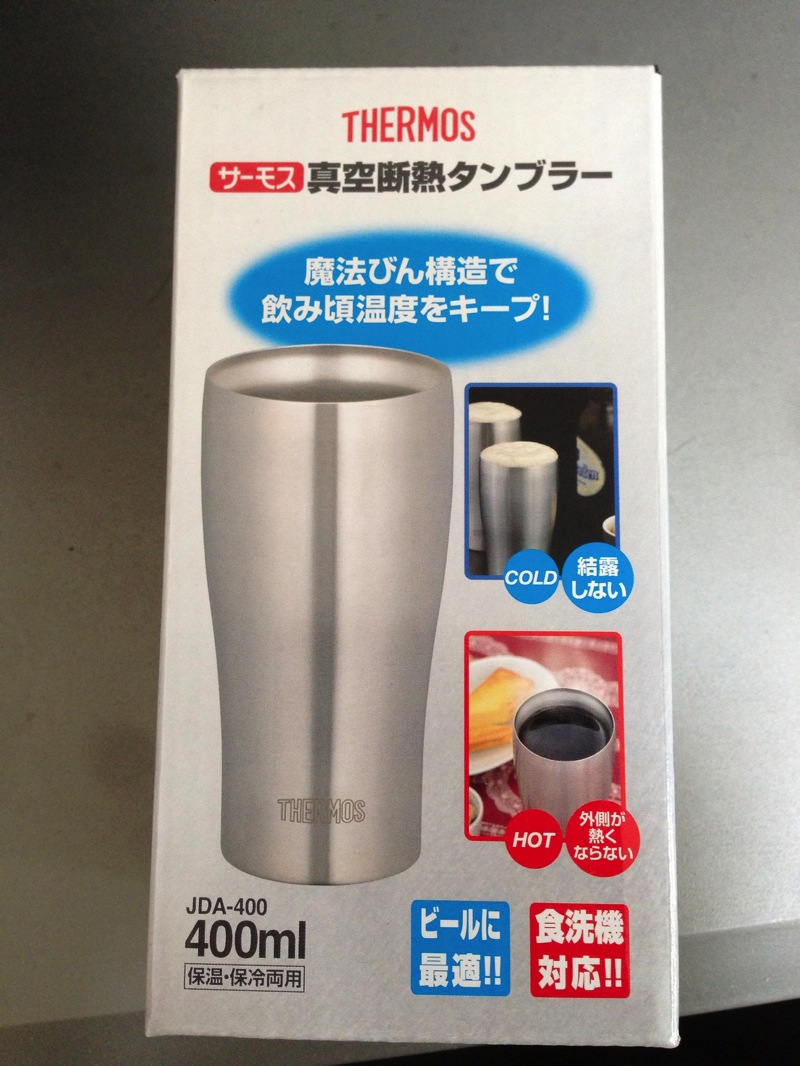 THERMOS
サーモス 真空断熱タンブラー
魔法びん構造で
飲み頃温度をキープ!
COLD
結露
しない
HOT
外側が
熱く
ならない
THERMOS
JDA-400
400ml
保温・保冷両用
ビールに
最適!!
食洗機
対応!!